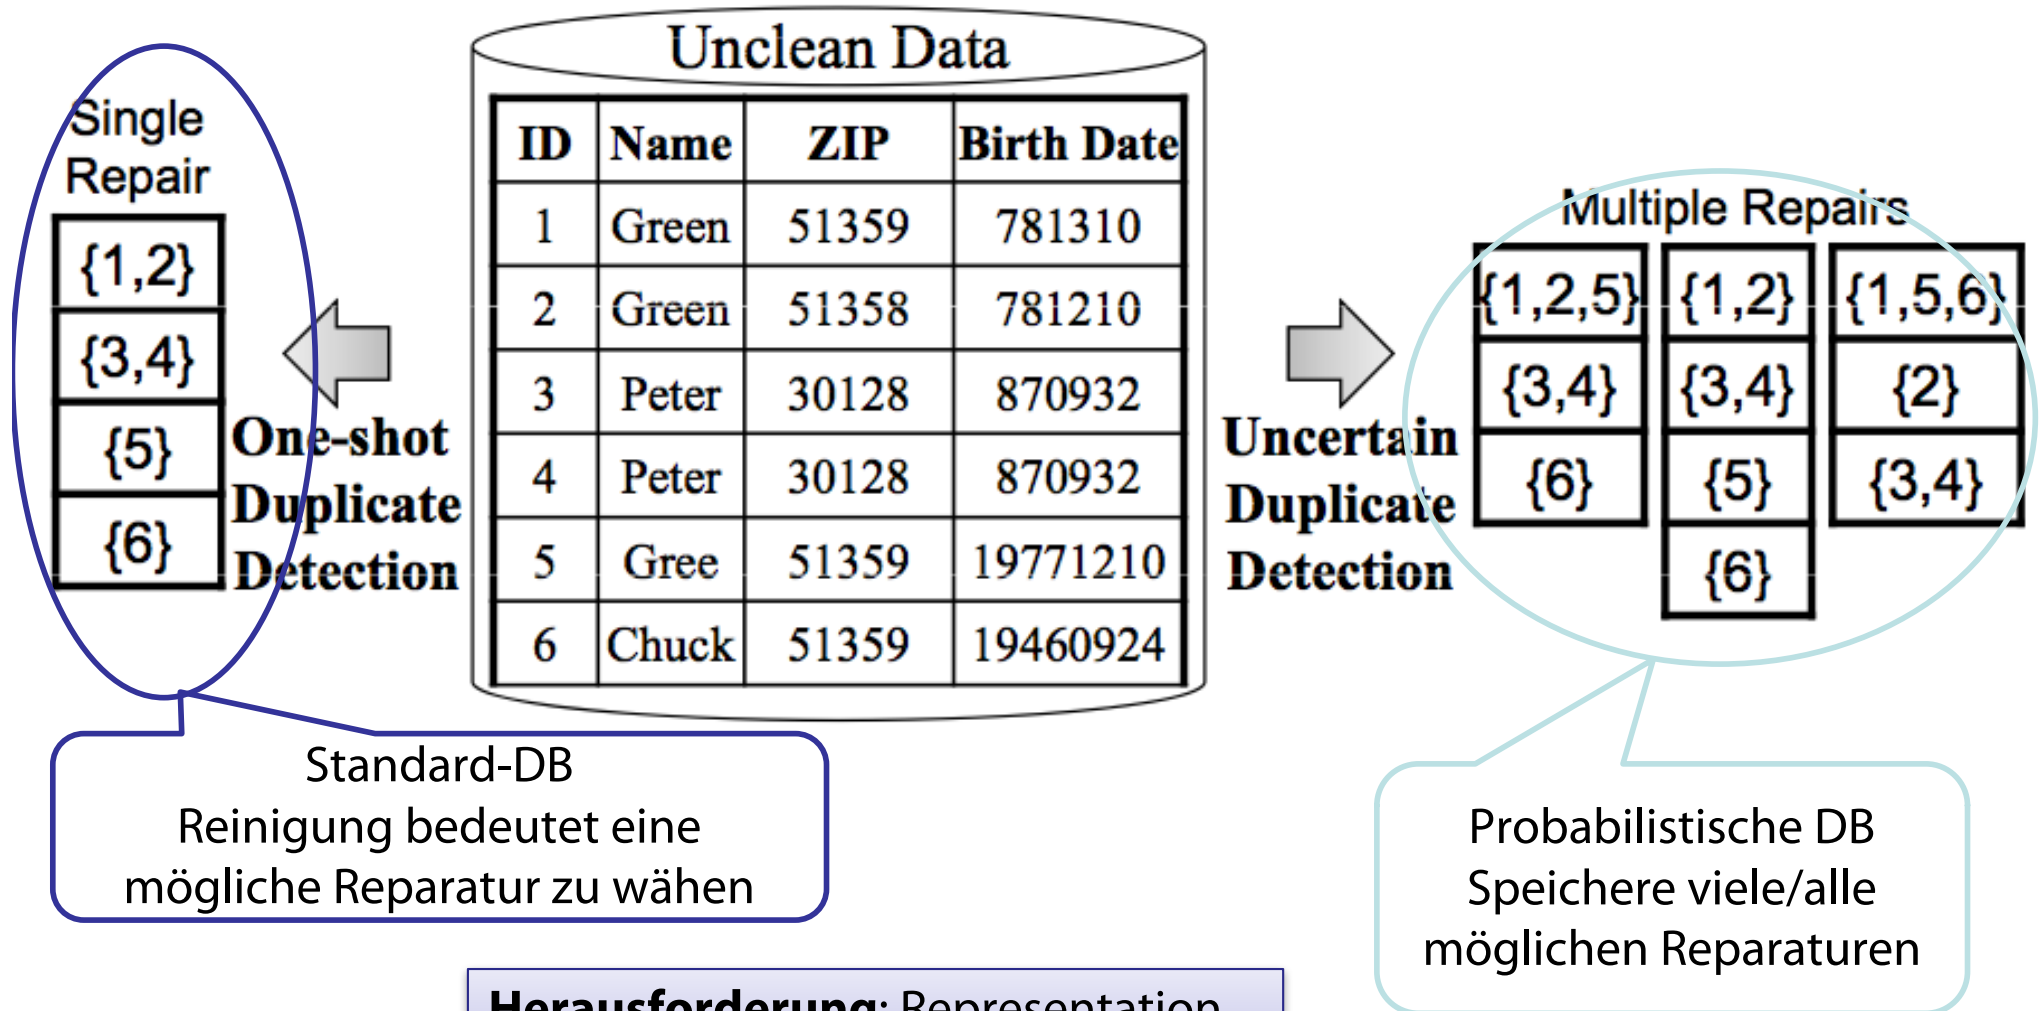 Unclean Data
Single
Repair
{1,2}
{3,4}
{5}
{6}
One-shot
Duplicate
Detection
ID Name ZIP Birth Date
1 Green 51359 781310
2 Green 51358 781210
3 Peter 30128 870932
4 Peter 30128 870932
5 Gree 51359 19771210
6 Chuck 51359 19460924
Uncertain
Duplicate
Detection
Multiple Repairs
{1,2,5} {1,2} {1,5,6}
{3,4} {3,4} {2}
{6} {5} {3,4}
{6}
Standard-DB
Reinigung bedeutet eine
mögliche Reparatur zu wähen
Probabilistische DB
Speichere viele/alle
möglichen Reparaturen
Herausforderung: Representation